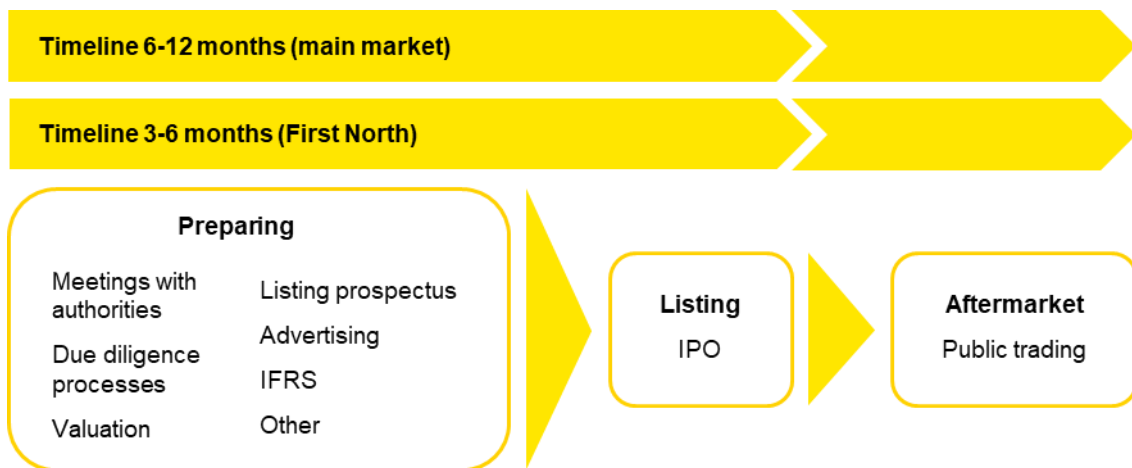 Timeline 6-12 months (main market)
Timeline 3-6 months (First North)
Preparing
Meetings with
authorities
Due diligence
processes
Valuation
Listing prospectus
Advertising
IFRS
Other
Listing
IPO
Aftermarket
Public trading